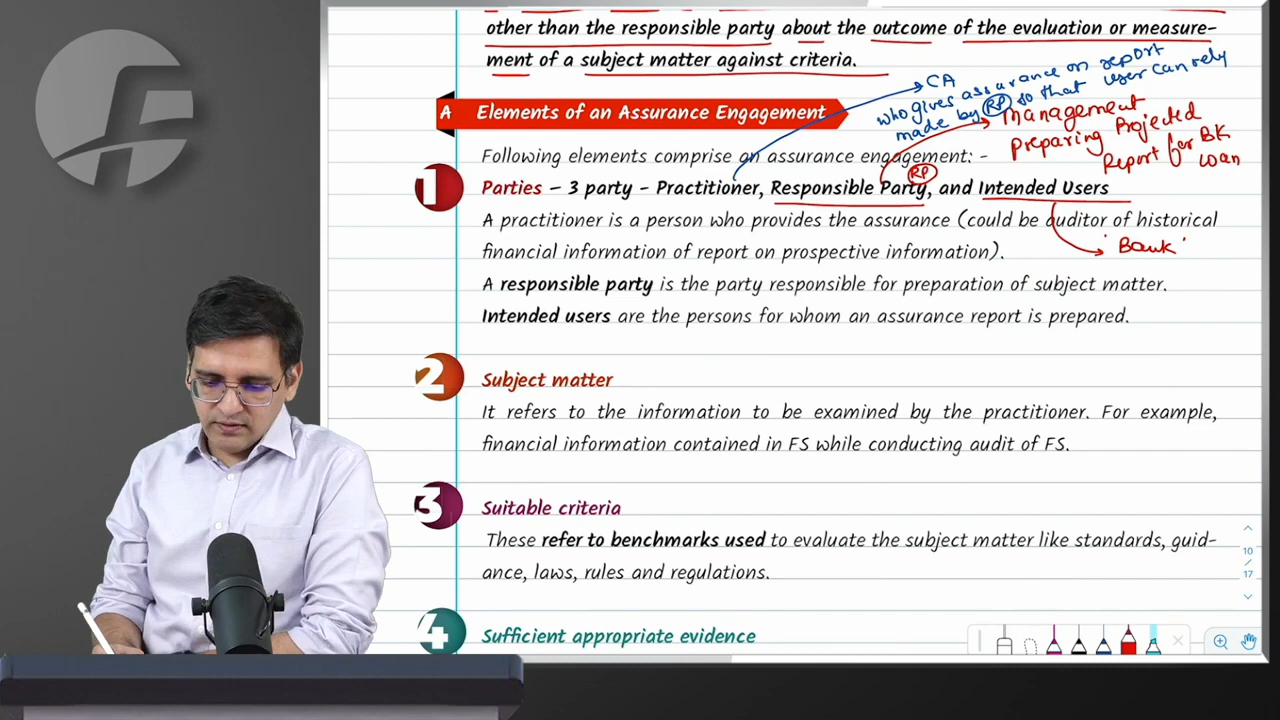 other than the responsible party about the outcome of the evaluation or measure-
ment of a subject matter against criteria.
CA
who gives assurance on report
made by RP so that user can rely
A Elements of an Assurance Engagement
Management
Preparing Projected
Report for BK
Loan
Following elements comprise an assurance engagement: -
RP
1 Parties – 3 party – Practitioner, Responsible Party, and Intended Users
A practitioner is a person who provides the assurance (could be auditor of historical
financial information of report on prospective information).
'Bank'
A responsible party is the party responsible for preparation of subject matter.
Intended users are the persons for whom an assurance report is prepared.
2 Subject matter
It refers to the information to be examined by the practitioner. For example,
financial information contained in FS while conducting audit of FS.
3 Suitable criteria
These refer to benchmarks used to evaluate the subject matter like standards, guid-
ance, laws, rules and regulations.
10
/
17
4 Sufficient appropriate evidence